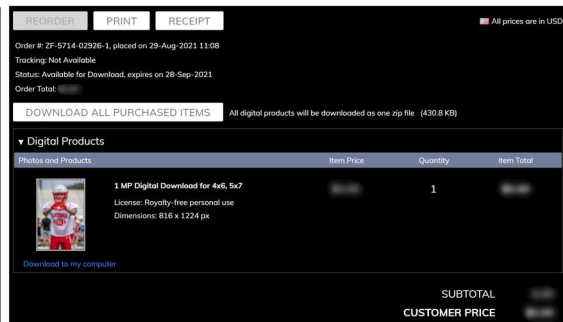 REORDER PRINT RECEIPT All prices are in USD
Order #: ZF-5714-02926-1, placed on 29-Aug-2021 11:08
Tracking: Not Available
Status: Available for Download, expires on 28-Sep-2021
Order Total:
DOWNLOAD ALL PURCHASED ITEMS All digital products will be downloaded as one zip file (430.8 KB)
▾ Digital Products
Photos and Products Item Price Quantity Item Total
1 MP Digital Download for 4x6, 5x7 1
License: Royalty-free personal use
Dimensions: 816 x 1224 px
Download to my computer
SUBTOTAL
CUSTOMER PRICE